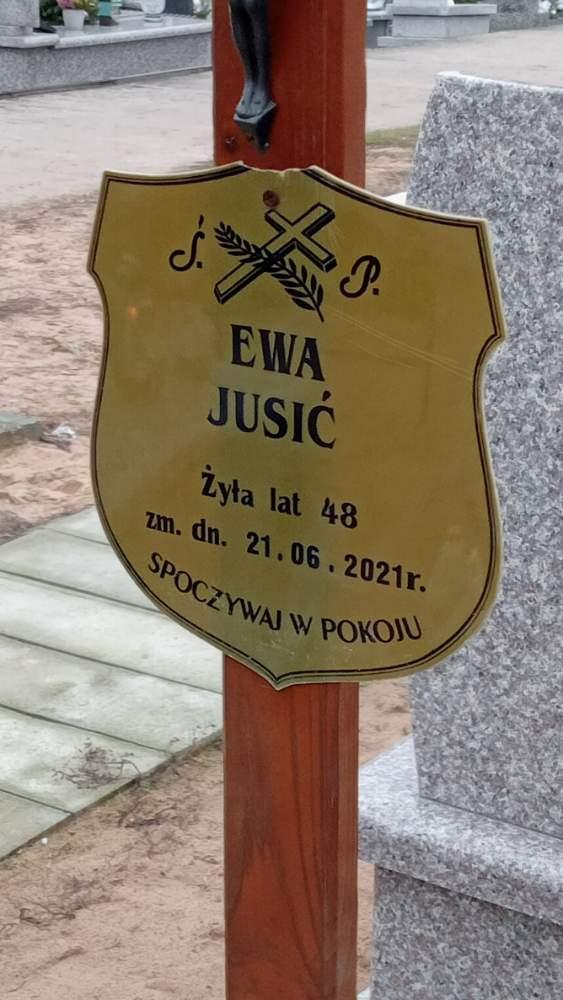 Ś. P.
EWA
JUSIĆ
Żyła lat 48
zm. dn. 21.06.2021r.
SPOCZYWAJ W POKOJU